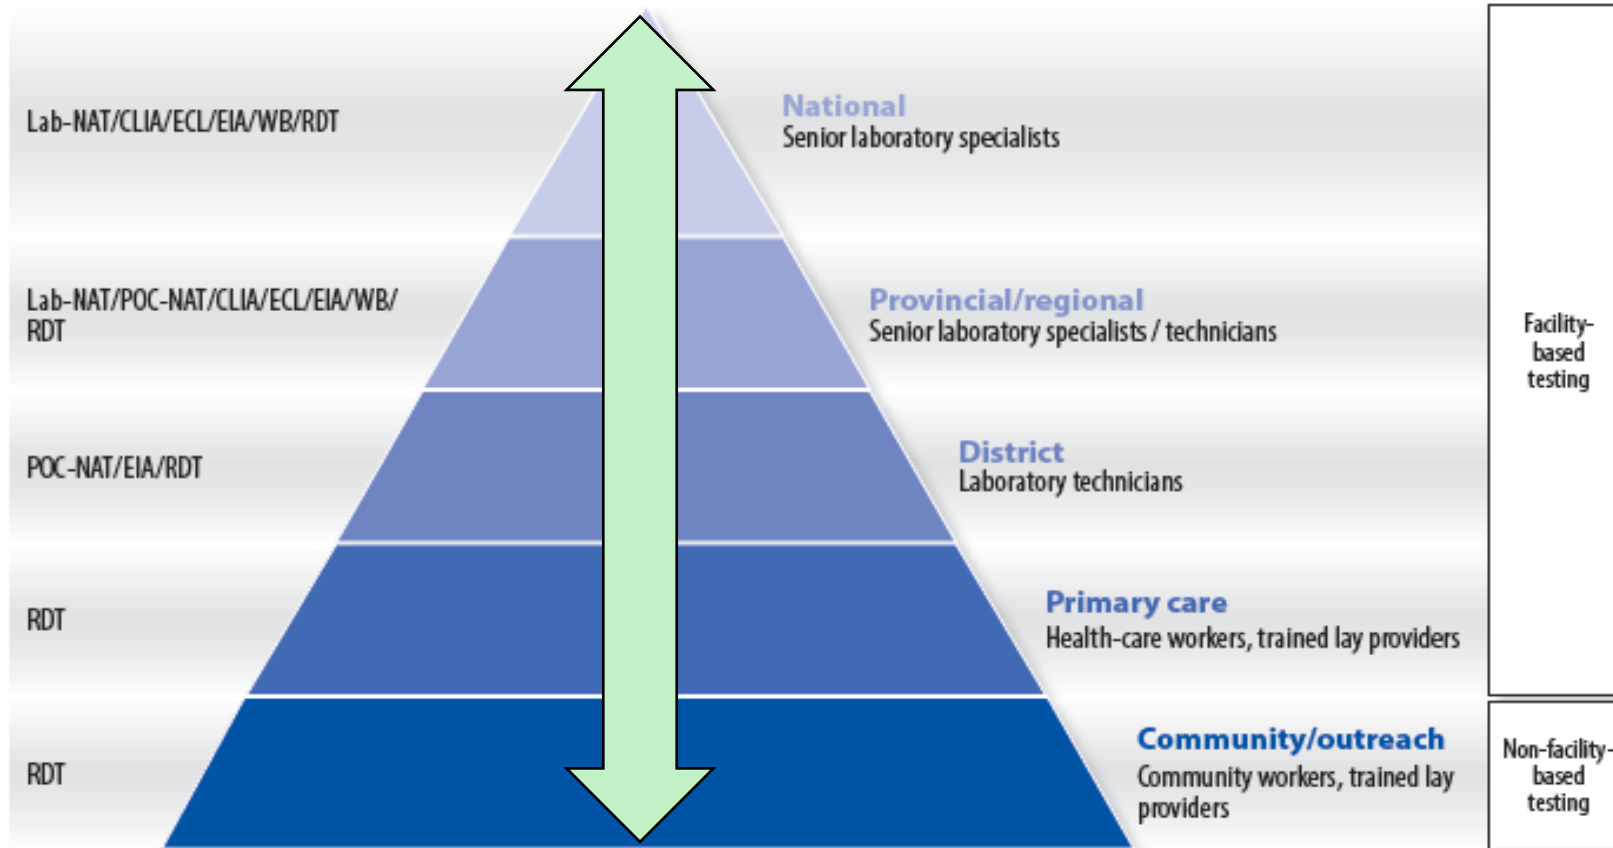 Lab-NAT/CLIA/ECL/EIA/WB/RDT
National
Senior laboratory specialists
Lab-NAT/POC-NAT/CLIA/ECL/EIA/WB/
RDT
Provincial/regional
Senior laboratory specialists / technicians
POC-NAT/EIA/RDT
District
Laboratory technicians
RDT
Primary care
Health-care workers, trained lay providers
RDT
Community/outreach
Community workers, trained lay
providers
Facility-
based
testing
Non-facility-
based
testing